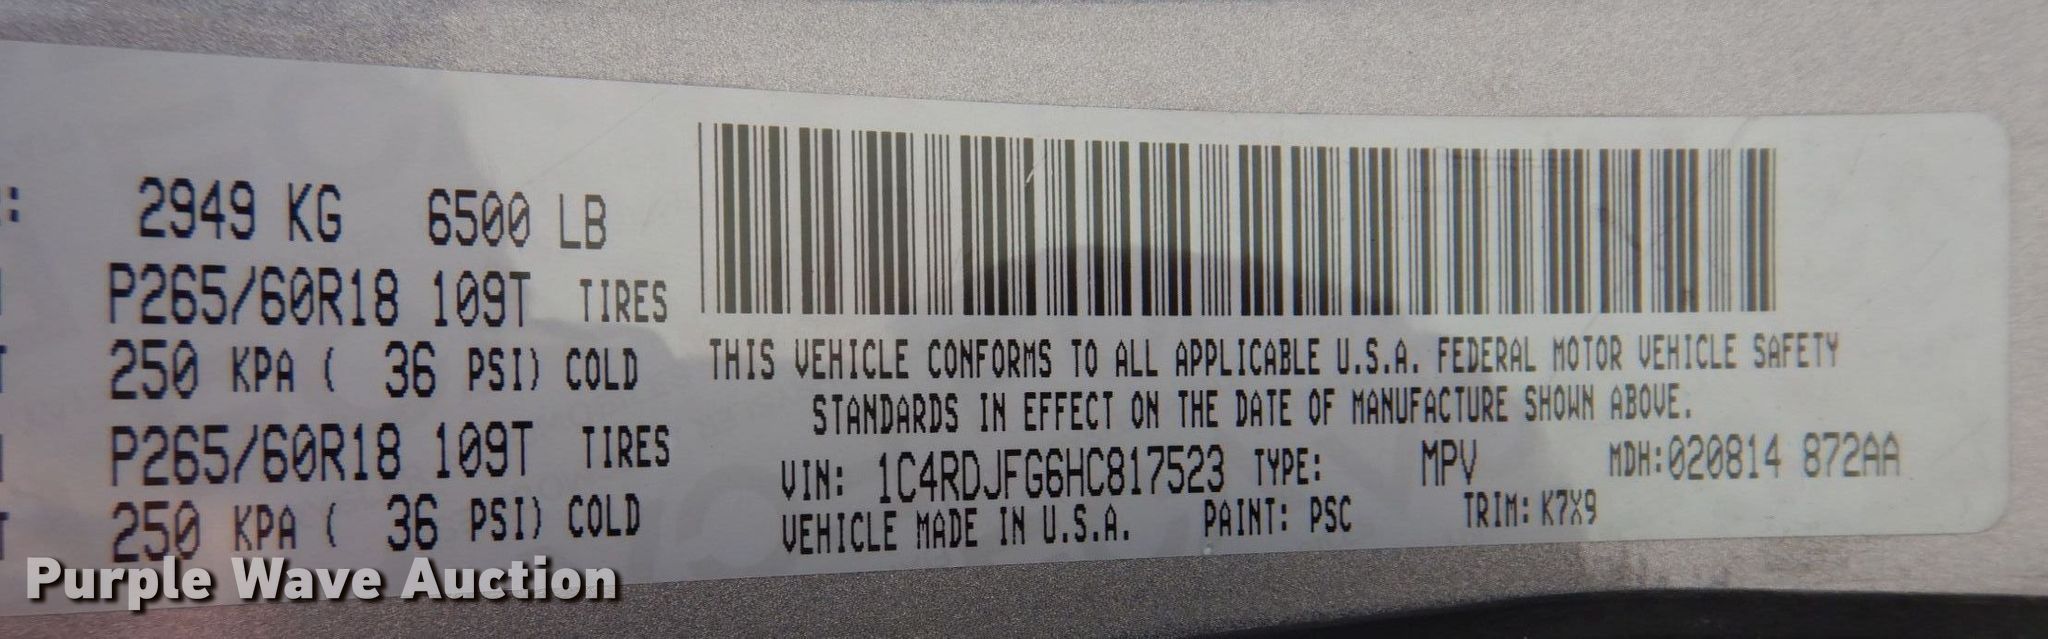 2949 KG 6500 LB
P265/60R18 109T TIRES
250 KPA ( 36 PSI) COLD
P265/60R18 109T TIRES
250 KPA ( 36 PSI) COLD
THIS VEHICLE CONFORMS TO ALL APPLICABLE U.S.A. FEDERAL MOTOR VEHICLE SAFETY
STANDARDS IN EFFECT ON THE DATE OF MANUFACTURE SHOWN ABOVE.
VIN: 1C4RDJFG6HC817523 TYPE: MPV MDH:020814 872AA
VEHICLE MADE IN U.S.A. PAINT: PSC TRIM: K7X9
Purple Wave Auction